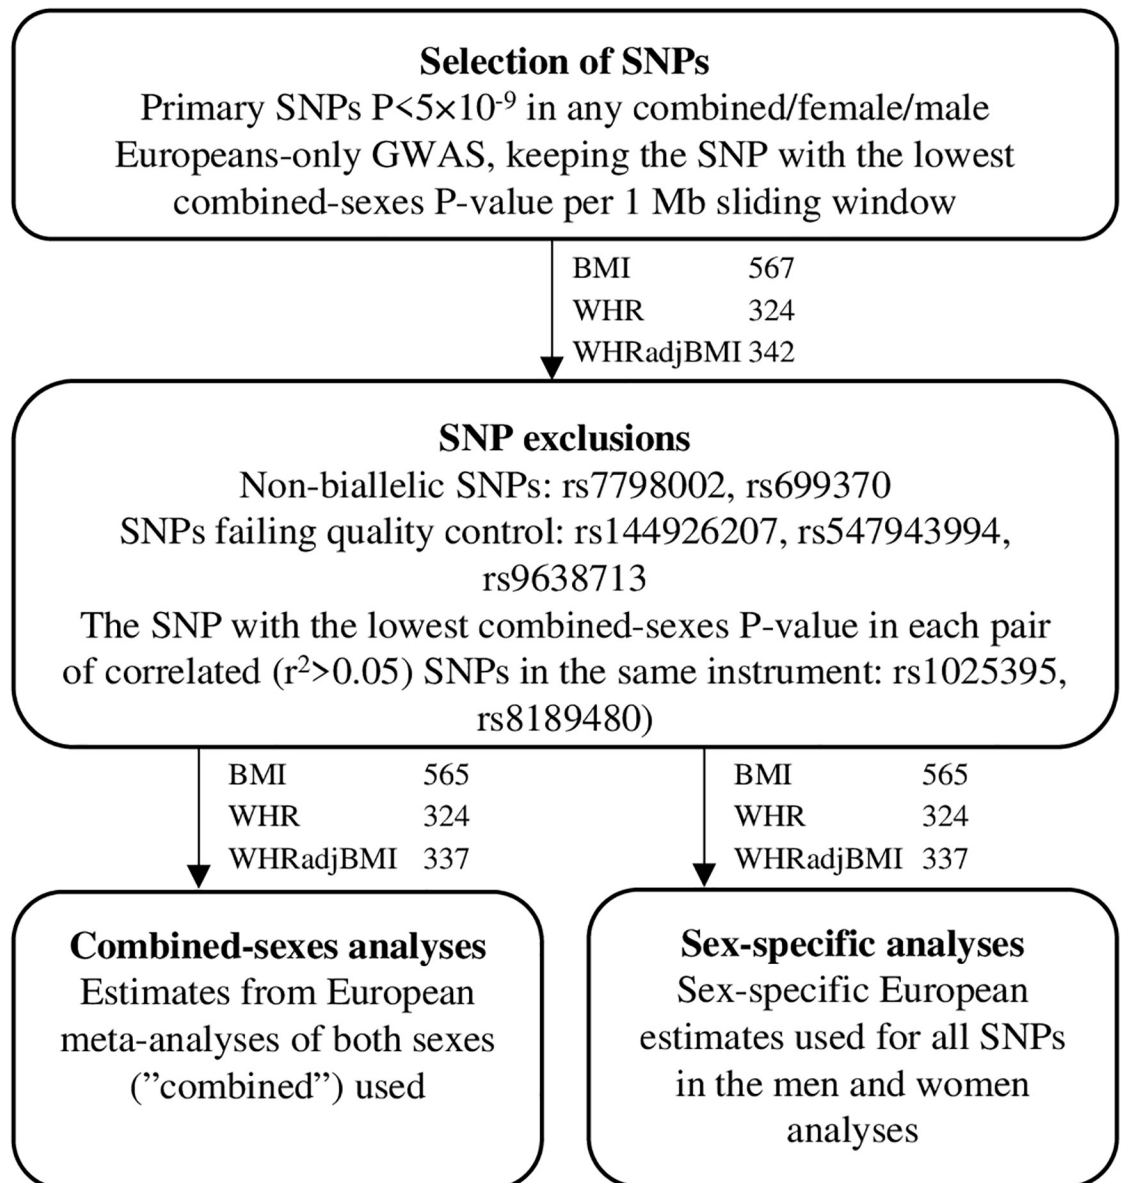 Selection of SNPs
Primary SNPs P<5×10⁻⁹ in any combined/female/male
Europeans-only GWAS, keeping the SNP with the lowest
combined-sexes P-value per 1 Mb sliding window
BMI 567
WHR 324
WHRadjBMI 342
SNP exclusions
Non-biallelic SNPs: rs7798002, rs699370
SNPs failing quality control: rs144926207, rs547943994,
rs9638713
The SNP with the lowest combined-sexes P-value in each pair
of correlated (r²>0.05) SNPs in the same instrument: rs1025395,
rs8189480)
BMI 565
WHR 324
WHRadjBMI 337
BMI 565
WHR 324
WHRadjBMI 337
Combined-sexes analyses
Estimates from European
meta-analyses of both sexes
(”combined”) used
Sex-specific analyses
Sex-specific European
estimates used for all SNPs
in the men and women
analyses